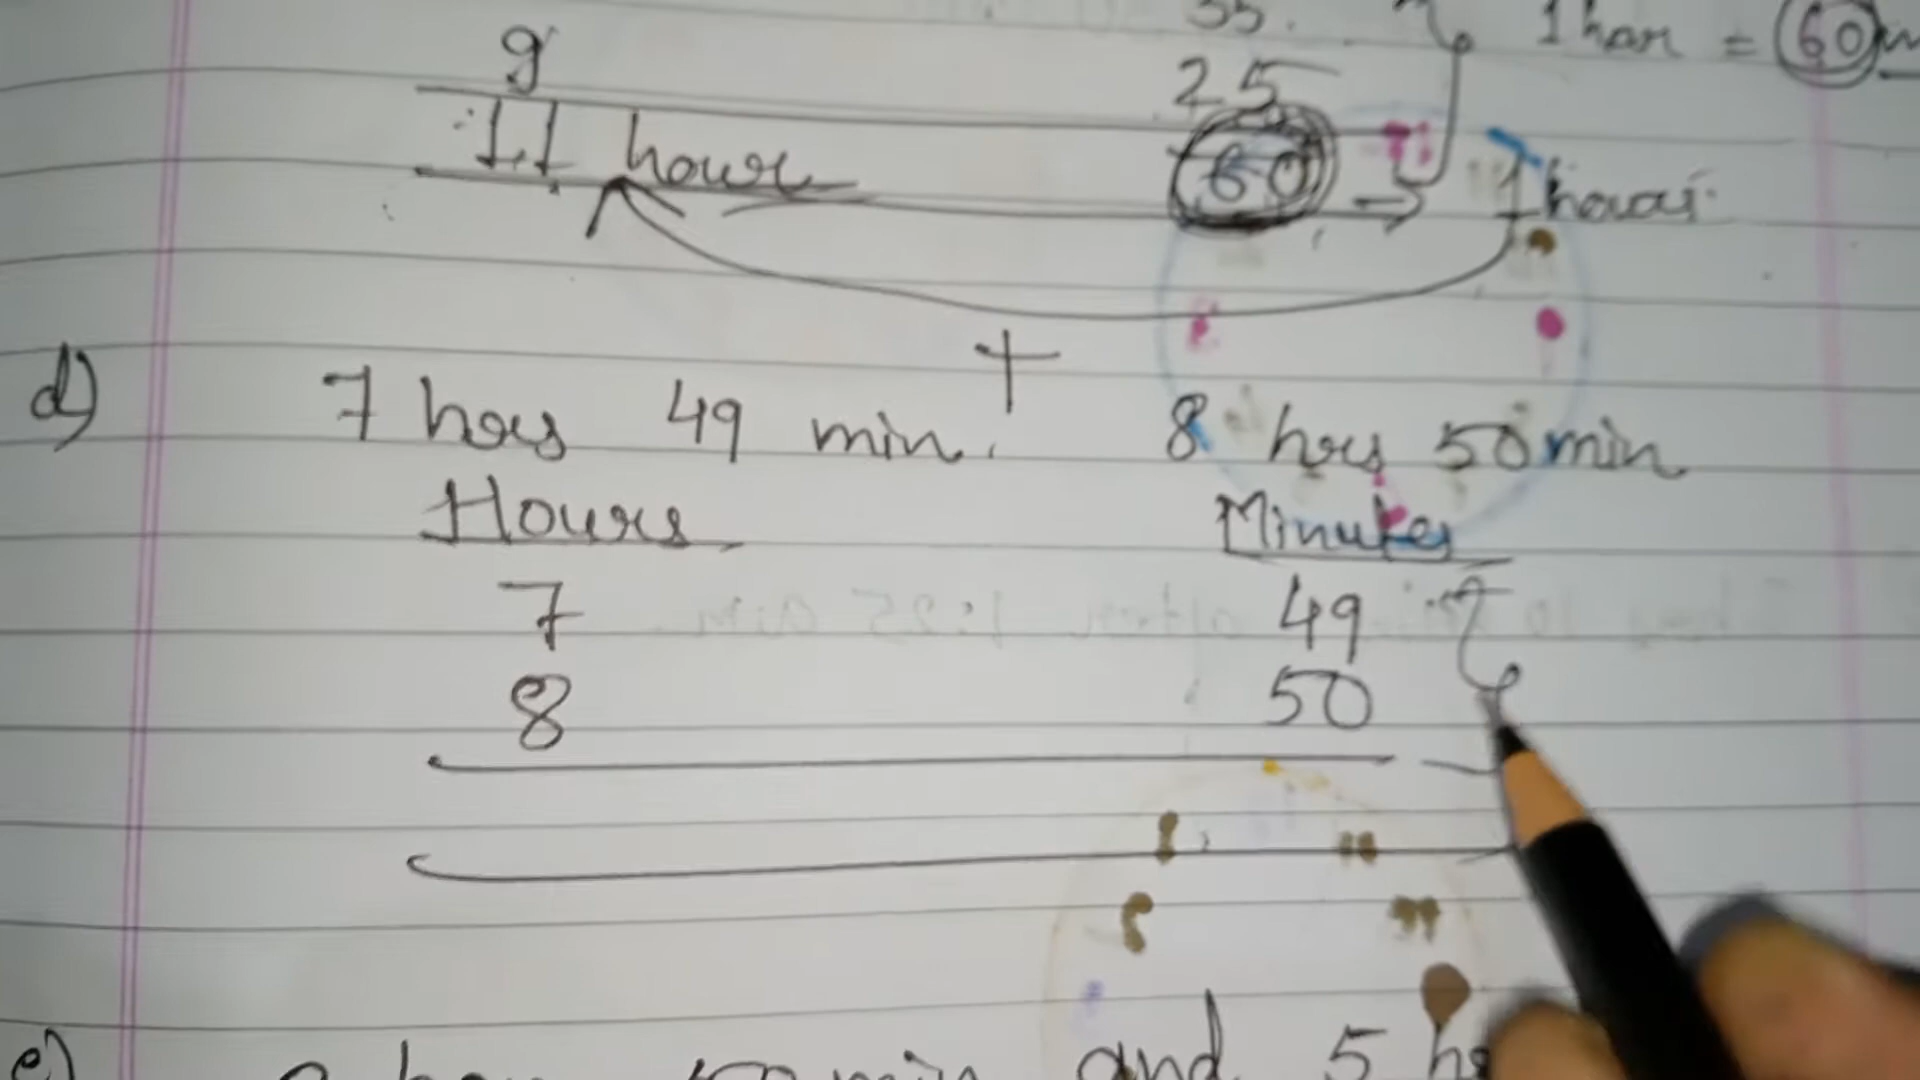 1 hour = 60
9 25
11 hour 60 → 1 hour
d) 7 hrs 49 min. + 8 hrs 50 min
Hours Minutes
7 49
8 50
e) and 5